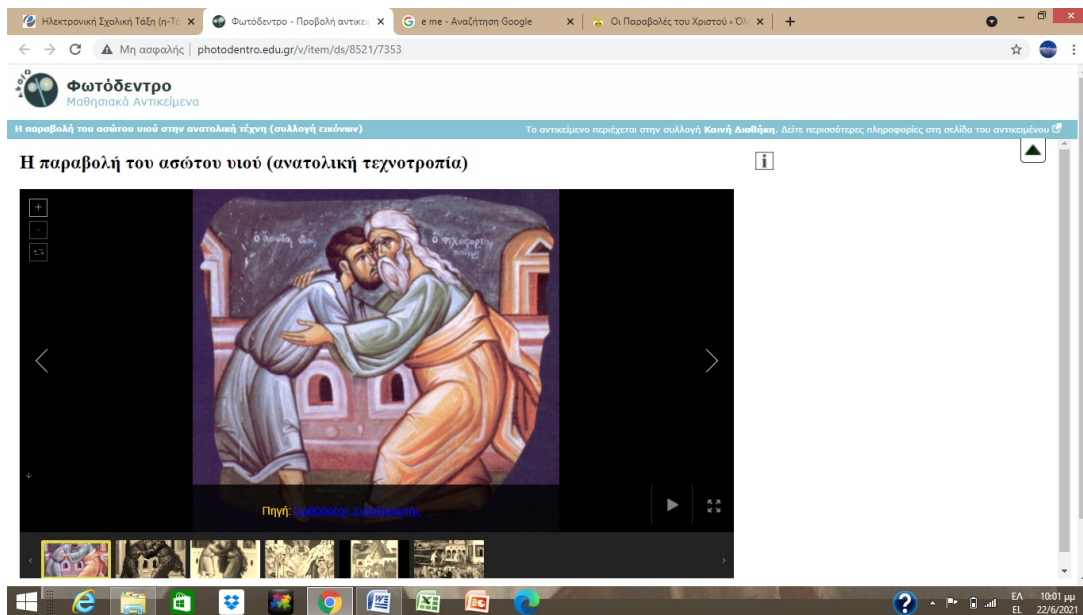 Ηλεκτρονική Σχολική Τάξη (η-Τά
Φωτόδεντρο - Προβολή αντικει
e me - Αναζήτηση Google
Οι Παραβολές του Χριστού « Όλ
Μη ασφαλής | photodentro.edu.gr/v/item/ds/8521/7353
Φωτόδεντρο
Μαθησιακά Αντικείμενα
Η παραβολή του ασώτου υιού στην ανατολική τέχνη (συλλογή εικόνων)
Το αντικείμενο περιέχεται στην συλλογή Καινή Διαθήκη. Δείτε περισσότερες πληροφορίες στη σελίδα του αντικειμένου
Η παραβολή του ασότου υιού (ανατολική τεχνοτροπία)
i
Πηγή: Ορθόδοξος Συναξαριστής
ΕΛ
10:01 μμ
EL
22/6/2021